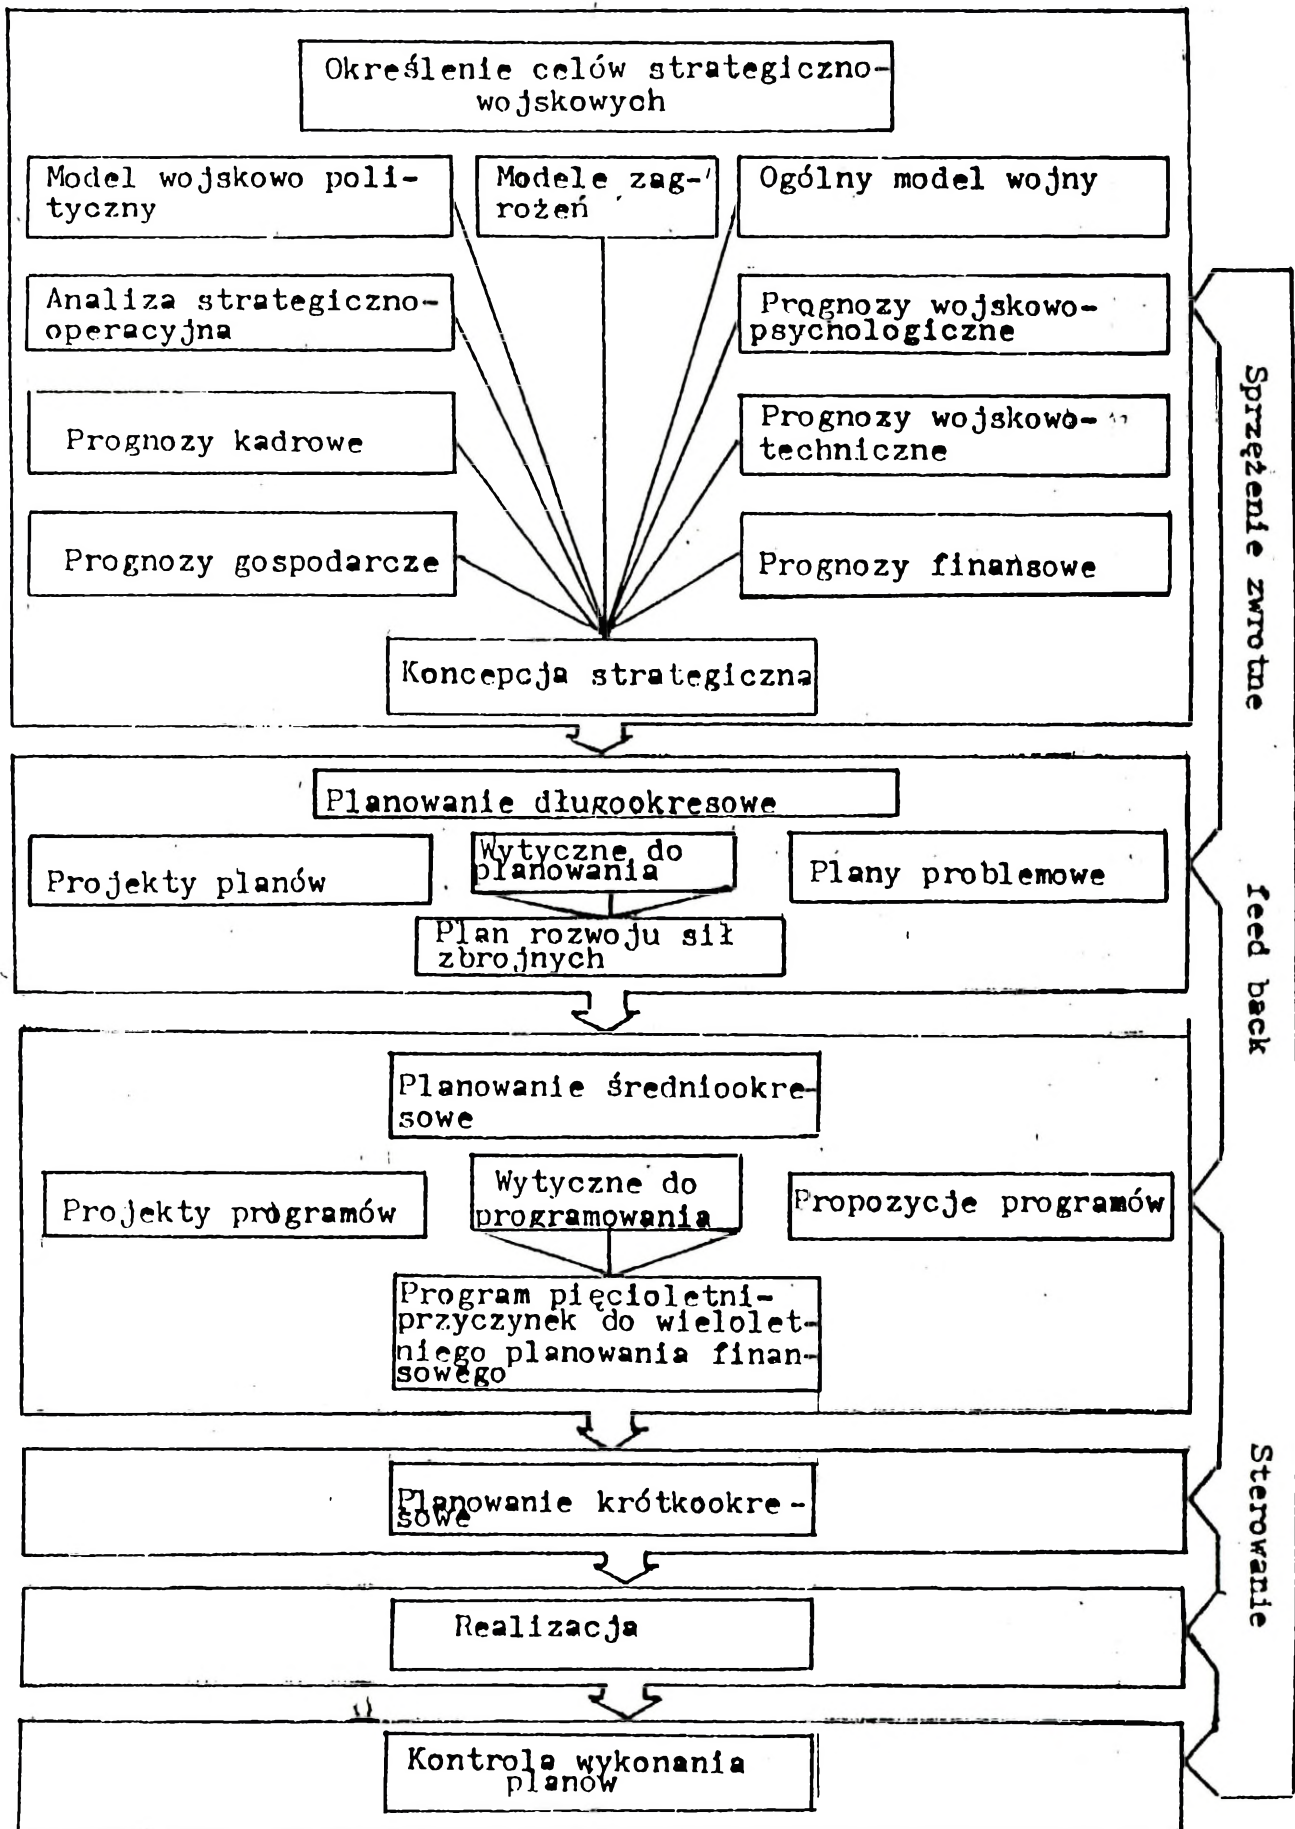 Określenie celów strategiczno-
wojskowych
Model wojskowo poli-
tyczny
Modele zag-
rożeń
Ogólny model wojny
Analiza strategiczno-
operacyjna
Prognozy wojskowo-
psychologiczne
Prognozy kadrowe
Prognozy wojskowo-
techniczne
Prognozy gospodarcze
Prognozy finansowe
Koncepcja strategiczna
Planowanie długookresowe
Projekty planów
Wytyczne do
planowania
Plany problemowe
Plan rozwoju sił
zbrojnych
Planowanie średniookre-
sowe
Projekty programów
Wytyczne do
programowania
Propozycje programów
Program pięcioletni-
przyczynek do wielolet-
niego planowania finan-
sowego
Planowanie krótkookre-
sowe
Realizacja
Kontrola wykonania
planów
Sprzężenie zwrotne feed back Sterowanie